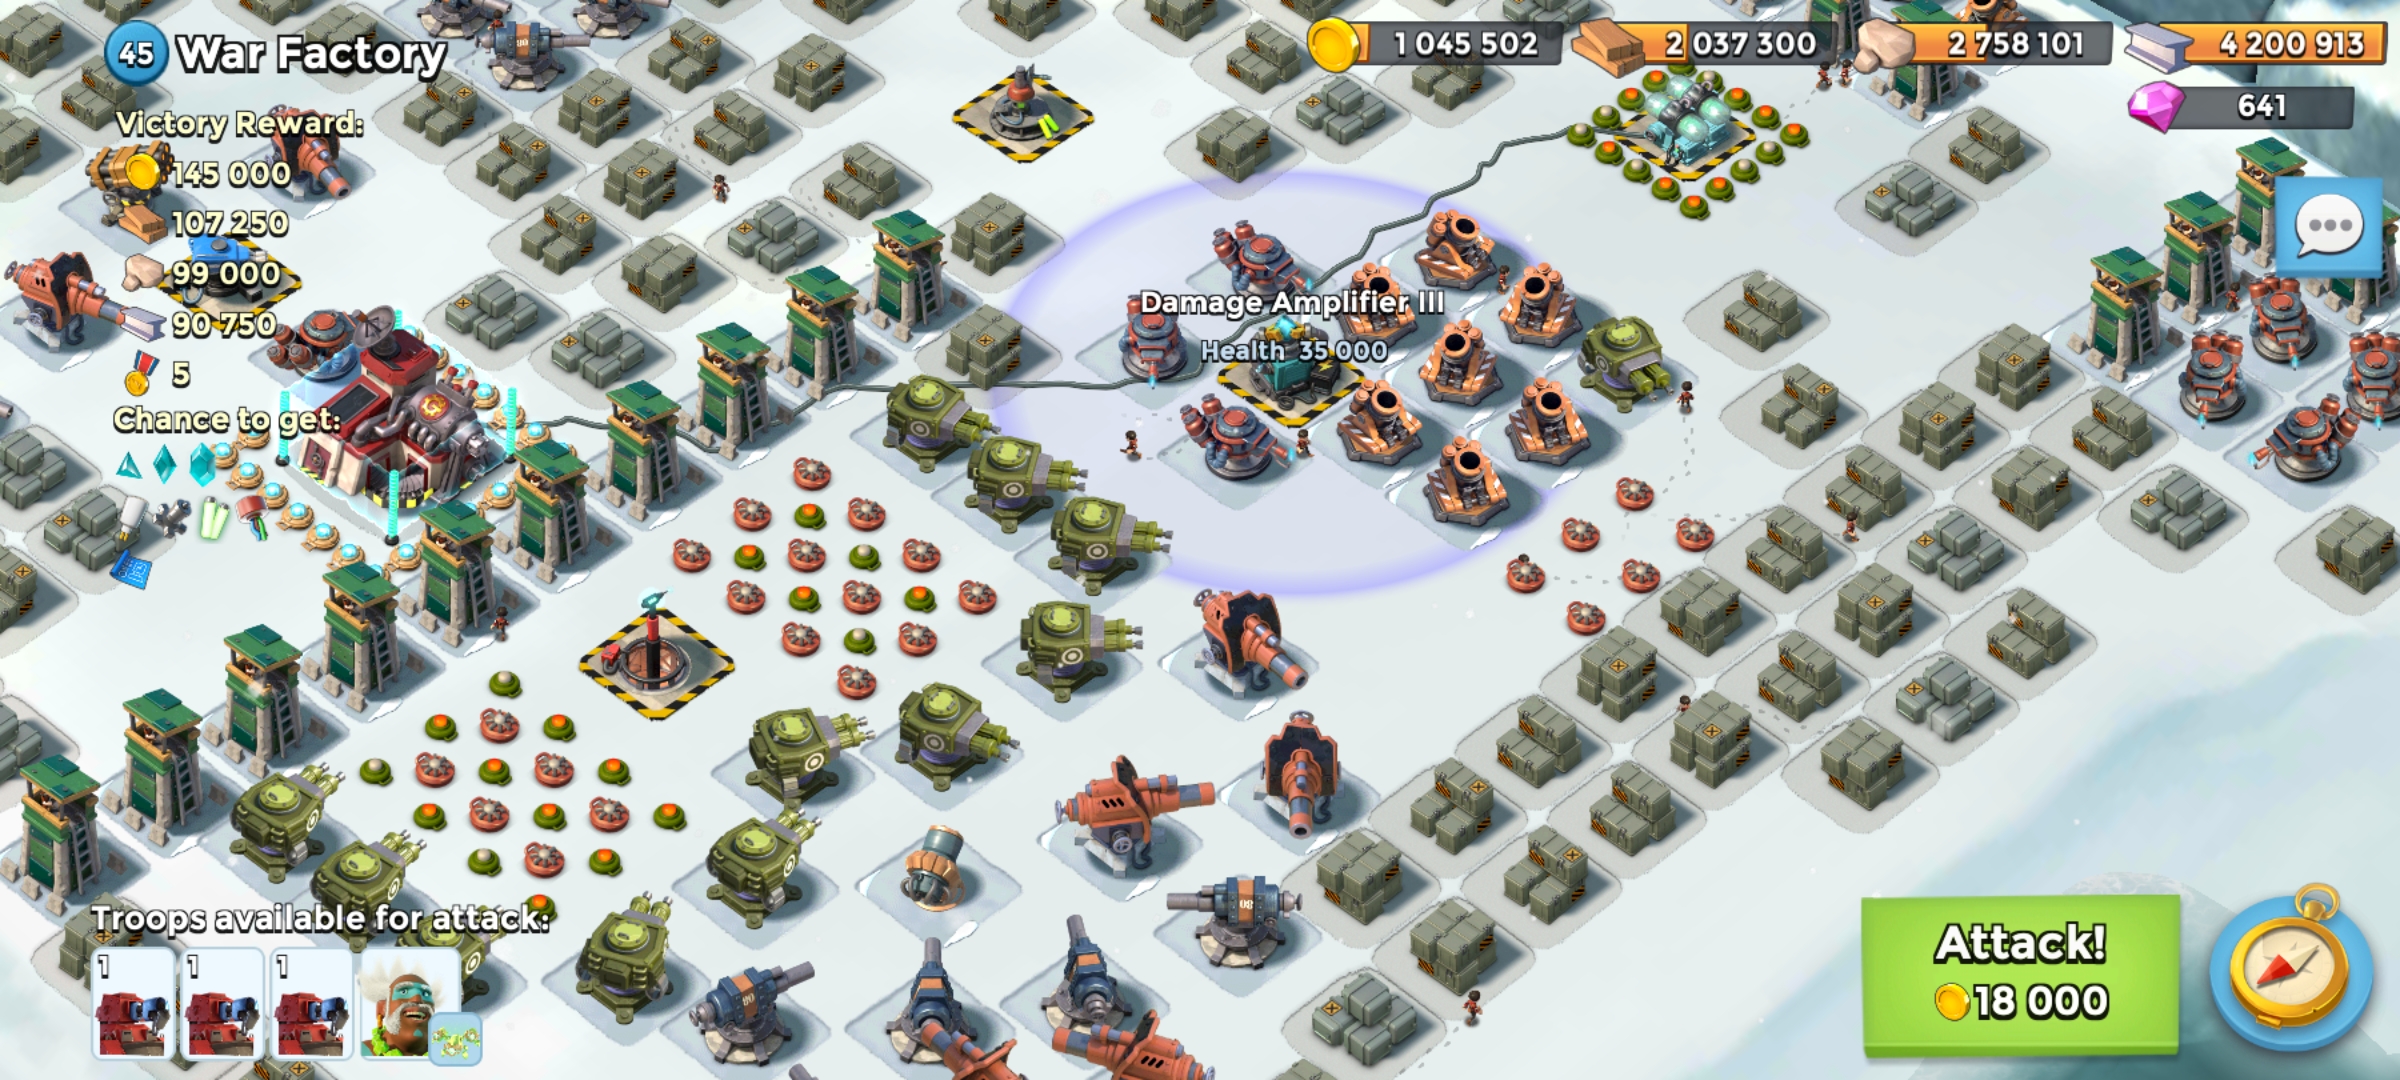 45 War Factory
1 045 502
2 037 300
2 758 101
4 200 913
641
Victory Reward:
145 000
107 250
99 000
90 750
5
Chance to get:
Damage Amplifier III
Health 35 000
Troops available for attack:
1
1
1
Attack!
18 000